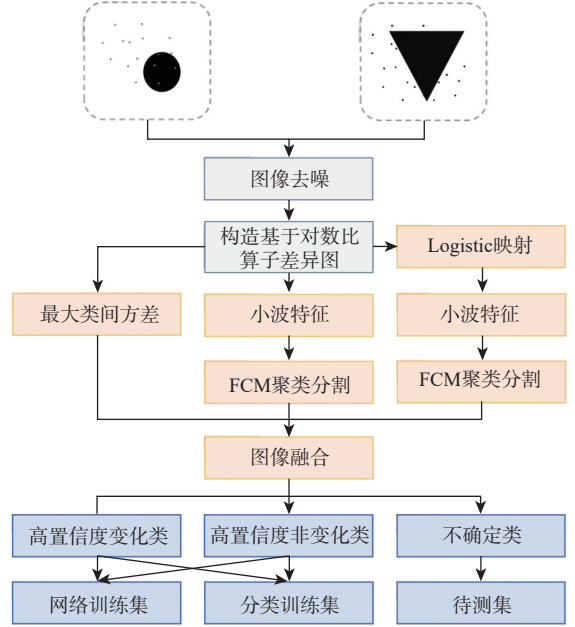 图像去噪
构造基于对数比
算子差异图
Logistic映射
最大类间方差
小波特征
小波特征
FCM聚类分割
FCM聚类分割
图像融合
高置信度变化类
高置信度非变化类
不确定类
网络训练集
分类训练集
待测集